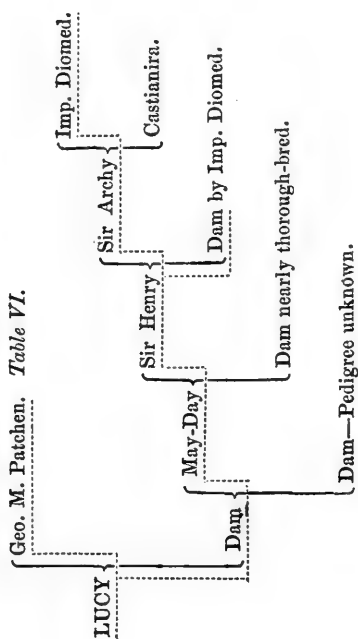 Table VI.
Geo. M. Patchen.
LUCY
Dam
May-Day
Dam—Pedigree unknown.
Sir Henry
Dam nearly thorough-bred.
Sir Archy
Dam by Imp. Diomed.
Imp. Diomed.
Castianira.